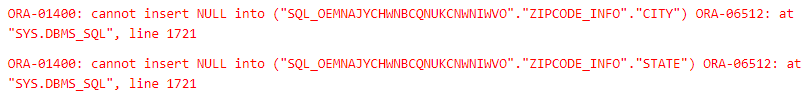 ORA-01400: cannot insert NULL into ("SQL_OEMNAJYCHWNBCQNUKCNWNIWVO"."ZIPCODE_INFO"."CITY") ORA-06512: at
"SYS.DBMS_SQL", line 1721
ORA-01400: cannot insert NULL into ("SQL_OEMNAJYCHWNBCQNUKCNWNIWVO"."ZIPCODE_INFO"."STATE") ORA-06512: at
"SYS.DBMS_SQL", line 1721